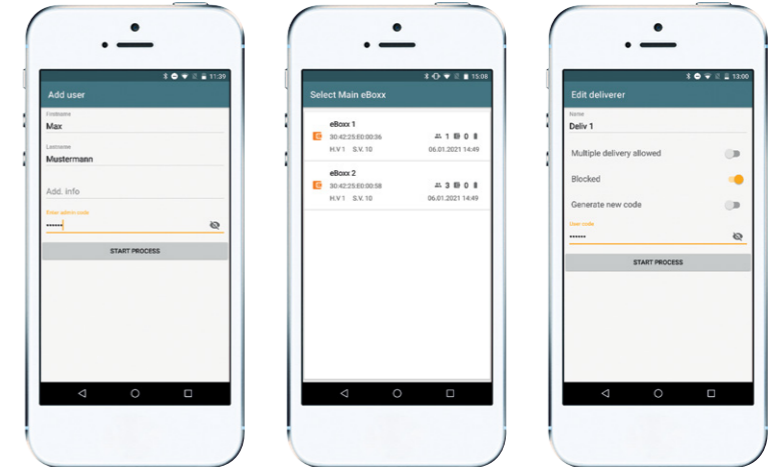 11:39
Add user
Firstname
Max
Lastname
Mustermann
Add. info
Enter admin code
••••••
START PROCESS
15:08
Select Main eBoxx
eBoxx 1
30:42:25:E0:00:36 1 0
H.V 1 S.V. 10 06.01.2021 14:49
eBoxx 2
30:42:25:E0:00:58 3 0
H.V 1 S.V. 10 06.01.2021 14:49
13:00
Edit deliverer
Name
Deliv 1
Multiple delivery allowed
Blocked
Generate new code
User code
••••••
START PROCESS